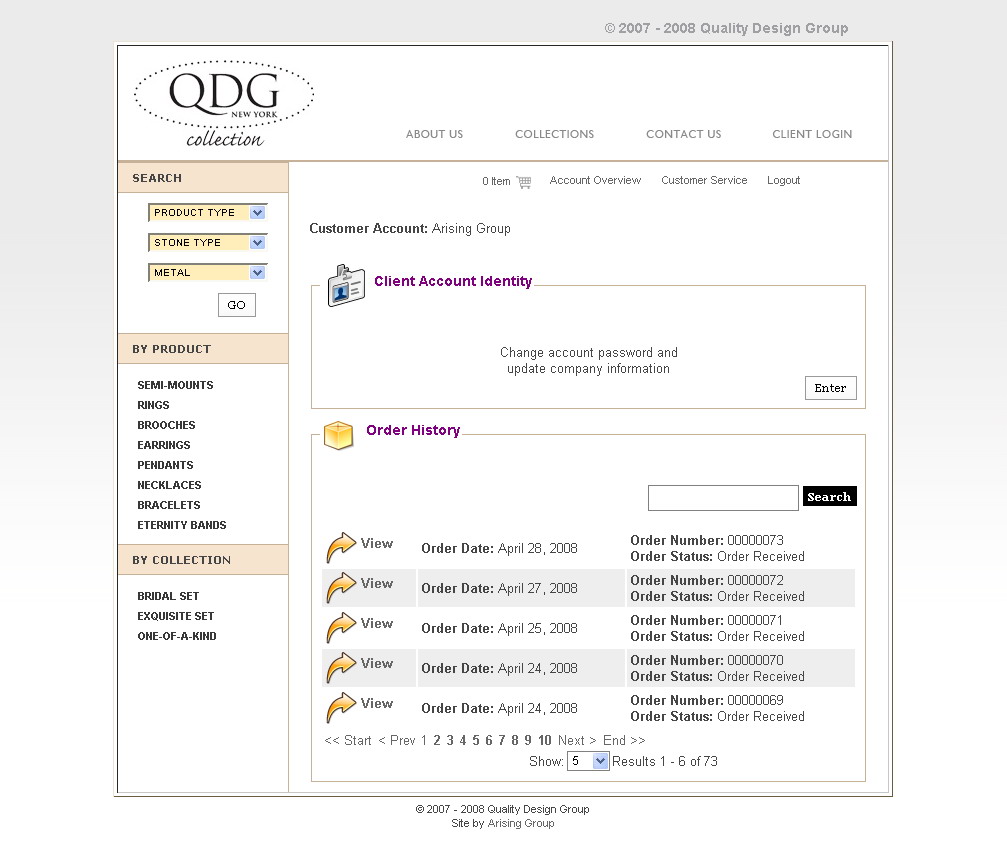 © 2007 - 2008 Quality Design Group
QDG
NEW YORK
collection
ABOUT US COLLECTIONS CONTACT US CLIENT LOGIN
SEARCH
PRODUCT TYPE
STONE TYPE
METAL
GO
BY PRODUCT
SEMI-MOUNTS
RINGS
BROOCHES
EARRINGS
PENDANTS
NECKLACES
BRACELETS
ETERNITY BANDS
BY COLLECTION
BRIDAL SET
EXQUISITE SET
ONE-OF-A-KIND
0 Item Account Overview Customer Service Logout
Customer Account: Arising Group
Client Account Identity
Change account password and
update company information
Enter
Order History
Search
View Order Date: April 28, 2008 Order Number: 00000073
Order Status: Order Received
View Order Date: April 27, 2008 Order Number: 00000072
Order Status: Order Received
View Order Date: April 25, 2008 Order Number: 00000071
Order Status: Order Received
View Order Date: April 24, 2008 Order Number: 00000070
Order Status: Order Received
View Order Date: April 24, 2008 Order Number: 00000069
Order Status: Order Received
<< Start < Prev 1 2 3 4 5 6 7 8 9 10 Next > End >>
Show: 5 Results 1 - 6 of 73
© 2007 - 2008 Quality Design Group
Site by Arising Group